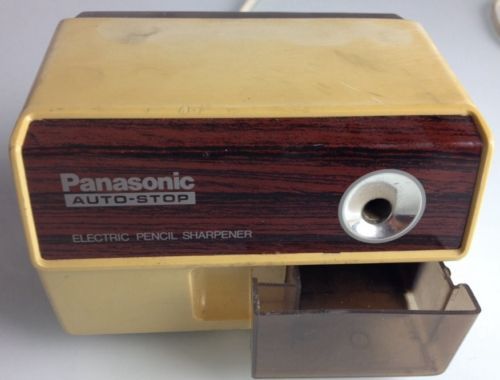 Panasonic
AUTO-STOP
ELECTRIC PENCIL SHARPENER